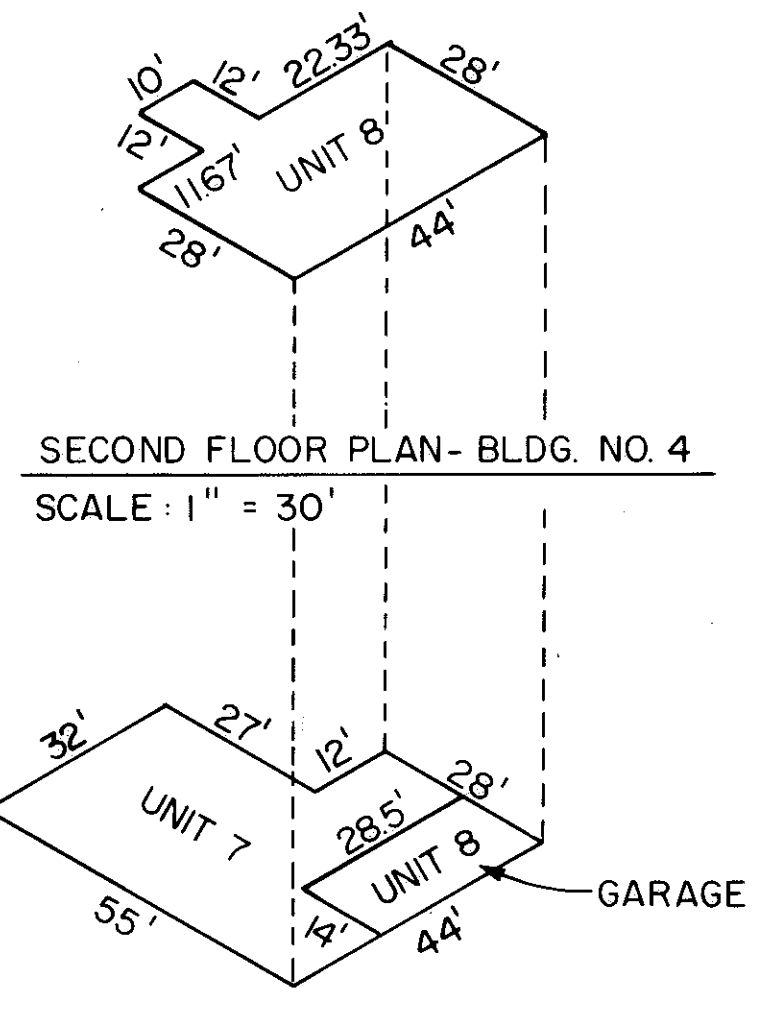 10'
12'
22.33'
28'
12'
11.67'
UNIT 8
28'
44'
SECOND FLOOR PLAN- BLDG. NO. 4
SCALE : 1" = 30'
32'
27'
12'
28'
UNIT 7
28.5'
UNIT 8
GARAGE
55'
14'
44'